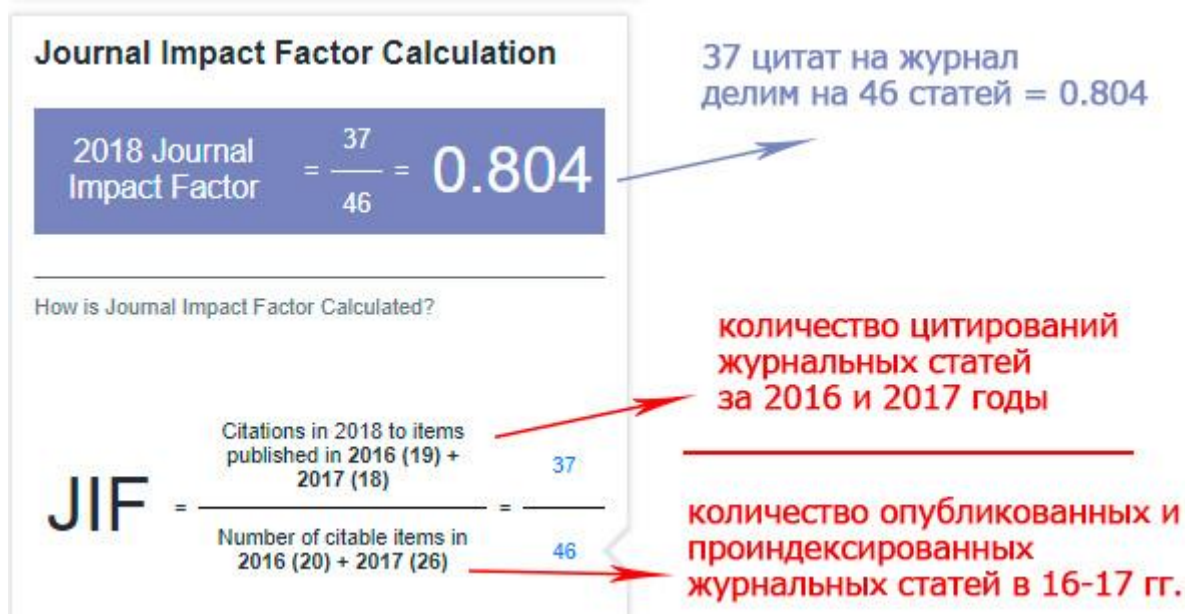 Journal Impact Factor Calculation
37 цитат на журнал
делим на 46 статей = 0.804
2018 Journal
Impact Factor
=
37
46
=
0.804
How is Journal Impact Factor Calculated?
количество цитирований
журнальных статей
за 2016 и 2017 годы
JIF
=
Citations in 2018 to items
published in 2016 (19) +
2017 (18)
Number of citable items in
2016 (20) + 2017 (26)
=
37
46
количество опубликованных и
проиндексированных
журнальных статей в 16-17 гг.